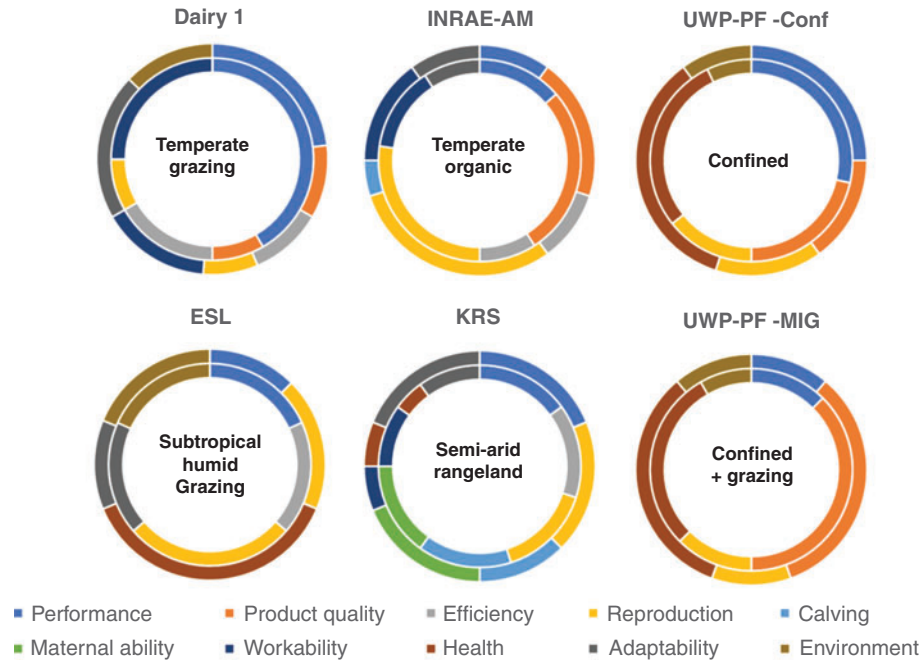 Dairy 1
INRAE-AM
UWP-PF -Conf
Temperate
grazing
Temperate
organic
Confined
ESL
KRS
UWP-PF -MIG
Subtropical
humid
Grazing
Semi-arid
rangeland
Confined
+ grazing
Performance
Product quality
Efficiency
Reproduction
Calving
Maternal ability
Workability
Health
Adaptability
Environment